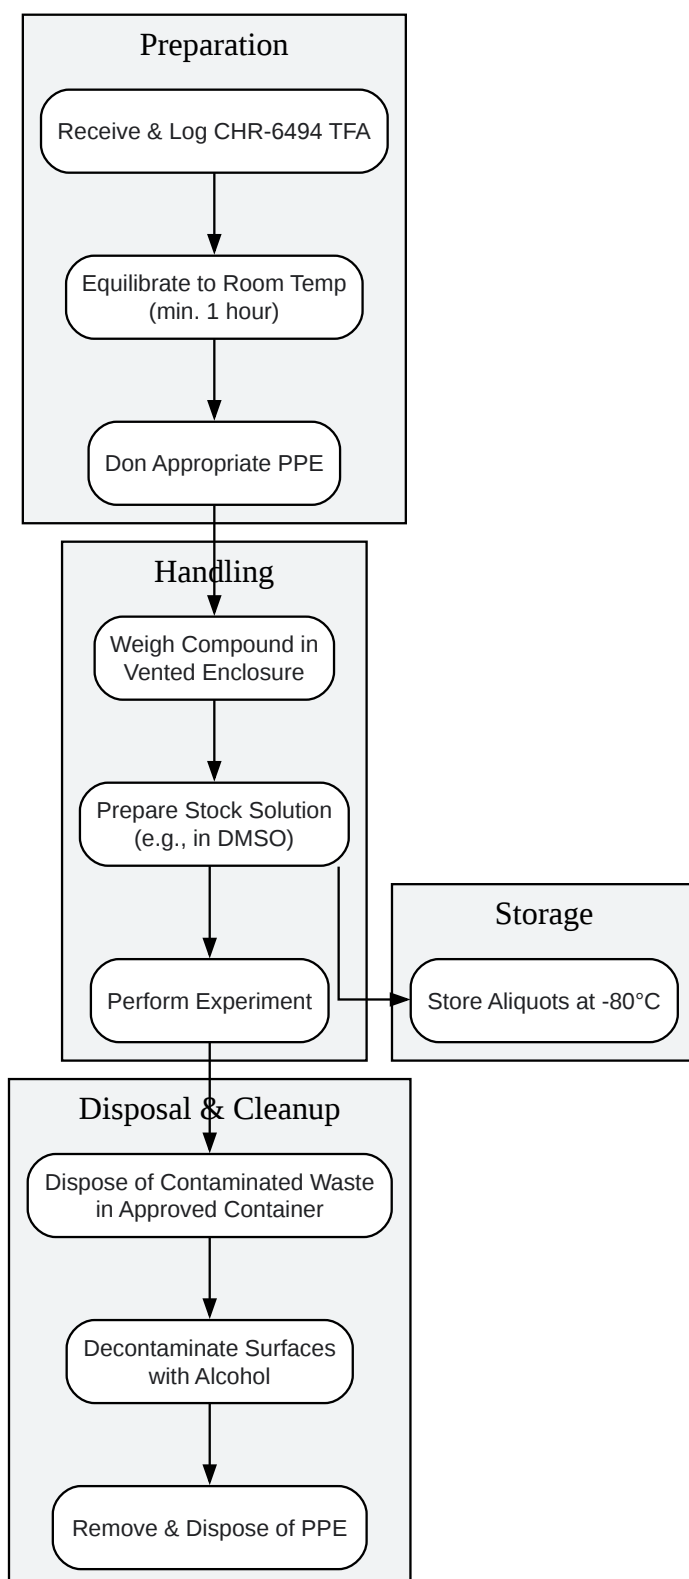 Preparation
Receive & Log CHR-6494 TFA
Equilibrate to Room Temp
(min. 1 hour)
Don Appropriate PPE
Handling
Weigh Compound in
Vented Enclosure
Prepare Stock Solution
(e.g., in DMSO)
Perform Experiment
Storage
Store Aliquots at -80°C
Disposal & Cleanup
Dispose of Contaminated Waste
in Approved Container
Decontaminate Surfaces
with Alcohol
Remove & Dispose of PPE